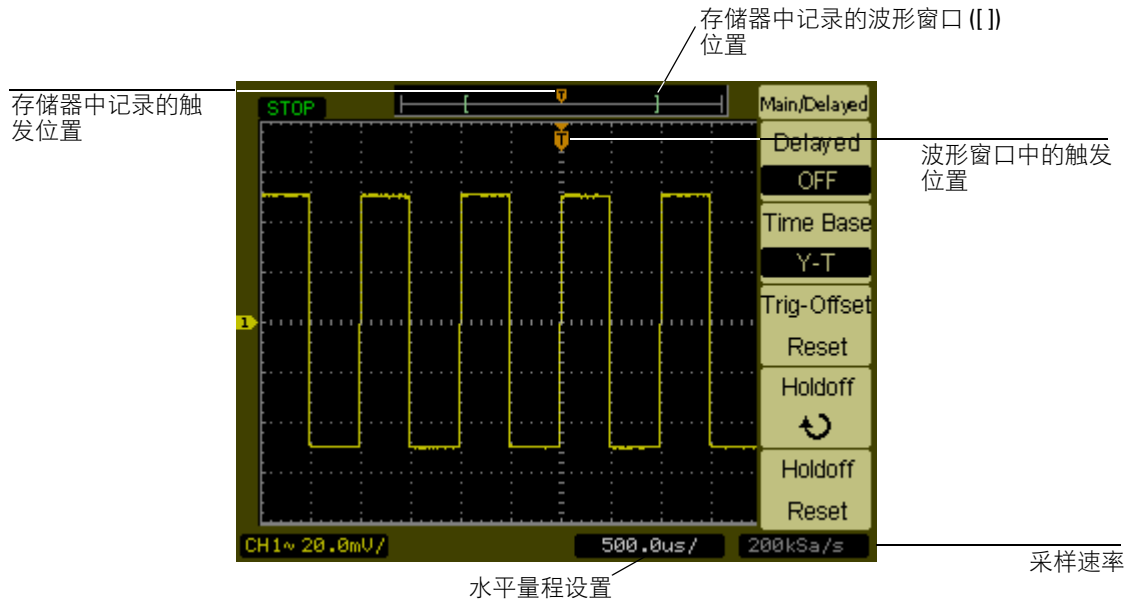 存储器中记录的波形窗口 ([ ])
位置
存储器中记录的触
发位置
STOP
T
Main/Delayed
T
Delayed
OFF
波形窗口中的触发
位置
Time Base
Y-T
Trig-Offset
Reset
1
Holdoff
Holdoff
Reset
CH1~ 20.0mV/
500.0us/
200kSa/s
采样速率
水平量程设置